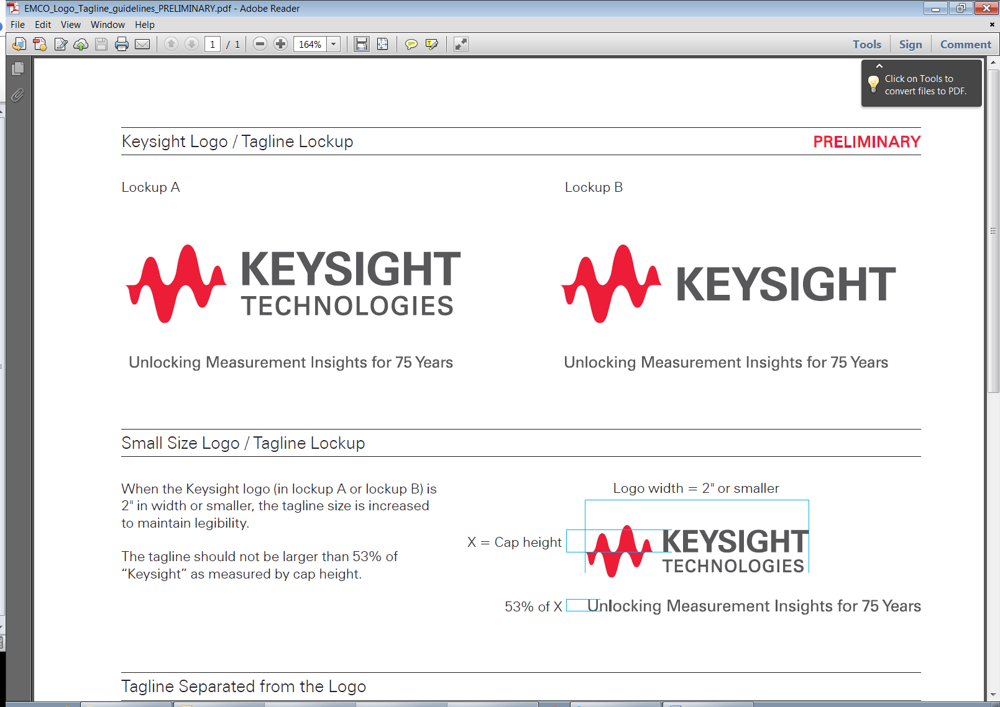 EMCO_Logo_Tagline_guidelines_PRELIMINARY.pdf - Adobe Reader
File Edit View Window Help
1 / 1 164% Tools Sign Comment
Click on Tools to
convert files to PDF.
Keysight Logo / Tagline Lockup PRELIMINARY
Lockup A Lockup B
KEYSIGHT
TECHNOLOGIES
KEYSIGHT
Unlocking Measurement Insights for 75 Years
Unlocking Measurement Insights for 75 Years
Small Size Logo / Tagline Lockup
When the Keysight logo (in lockup A or lockup B) is
2" in width or smaller, the tagline size is increased
to maintain legibility.
The tagline should not be larger than 53% of
“Keysight” as measured by cap height.
Logo width = 2" or smaller
X = Cap height
KEYSIGHT
TECHNOLOGIES
53% of X
Unlocking Measurement Insights for 75 Years
Tagline Separated from the Logo